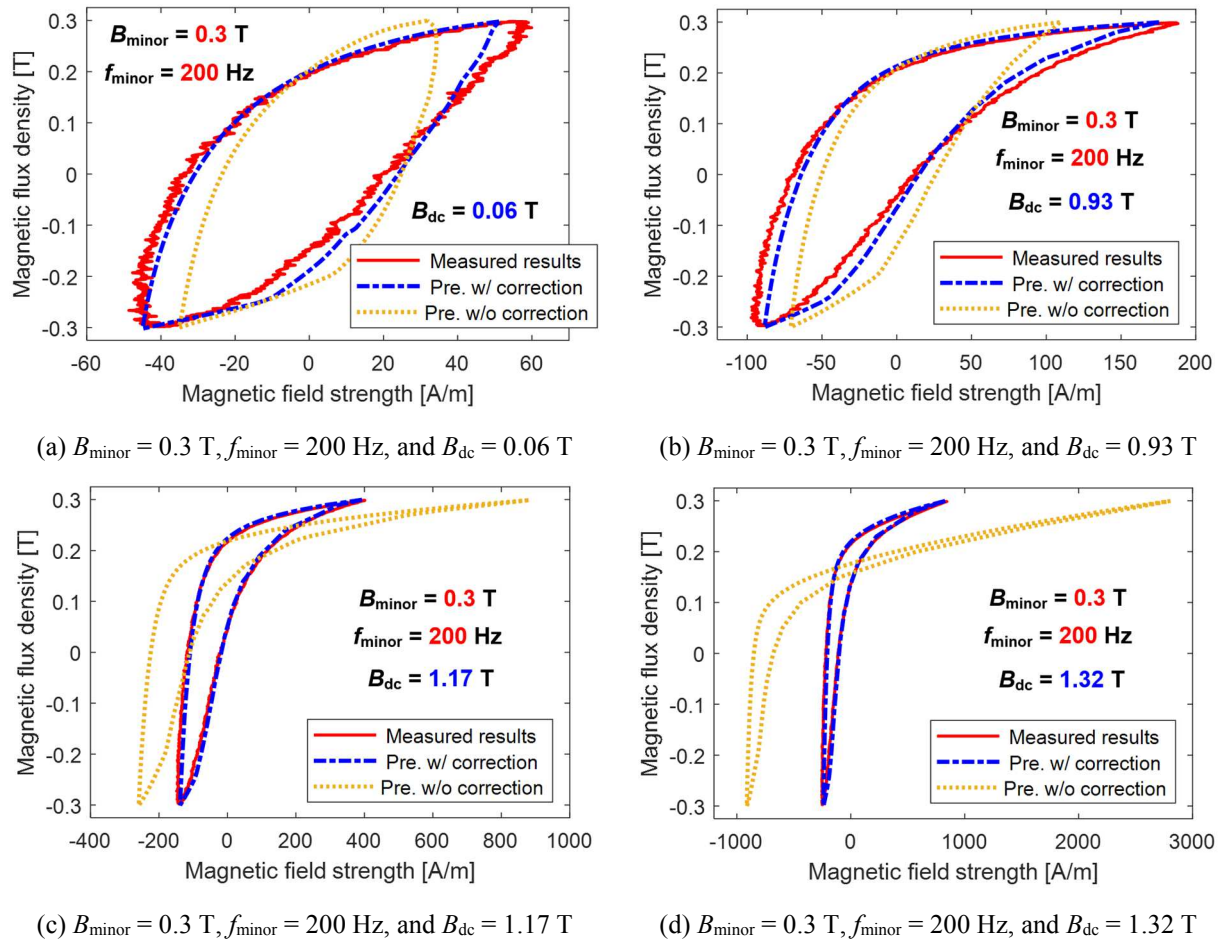 B_minor = 0.3 T
f_minor = 200 Hz
B_dc = 0.06 T
Measured results
Pre. w/ correction
Pre. w/o correction
Magnetic flux density [T]
0.3
0.2
0.1
0
-0.1
-0.2
-0.3
-60 -40 -20 0 20 40 60
Magnetic field strength [A/m]
(a) B_minor = 0.3 T, f_minor = 200 Hz, and B_dc = 0.06 T
B_minor = 0.3 T
f_minor = 200 Hz
B_dc = 0.93 T
Measured results
Pre. w/ correction
Pre. w/o correction
Magnetic flux density [T]
0.3
0.2
0.1
0
-0.1
-0.2
-0.3
-100 -50 0 50 100 150 200
Magnetic field strength [A/m]
(b) B_minor = 0.3 T, f_minor = 200 Hz, and B_dc = 0.93 T
B_minor = 0.3 T
f_minor = 200 Hz
B_dc = 1.17 T
Measured results
Pre. w/ correction
Pre. w/o correction
Magnetic flux density [T]
0.3
0.2
0.1
0
-0.1
-0.2
-0.3
-400 -200 0 200 400 600 800 1000
Magnetic field strength [A/m]
(c) B_minor = 0.3 T, f_minor = 200 Hz, and B_dc = 1.17 T
B_minor = 0.3 T
f_minor = 200 Hz
B_dc = 1.32 T
Measured results
Pre. w/ correction
Pre. w/o correction
Magnetic flux density [T]
0.3
0.2
0.1
0
-0.1
-0.2
-0.3
-1000 0 1000 2000 3000
Magnetic field strength [A/m]
(d) B_minor = 0.3 T, f_minor = 200 Hz, and B_dc = 1.32 T